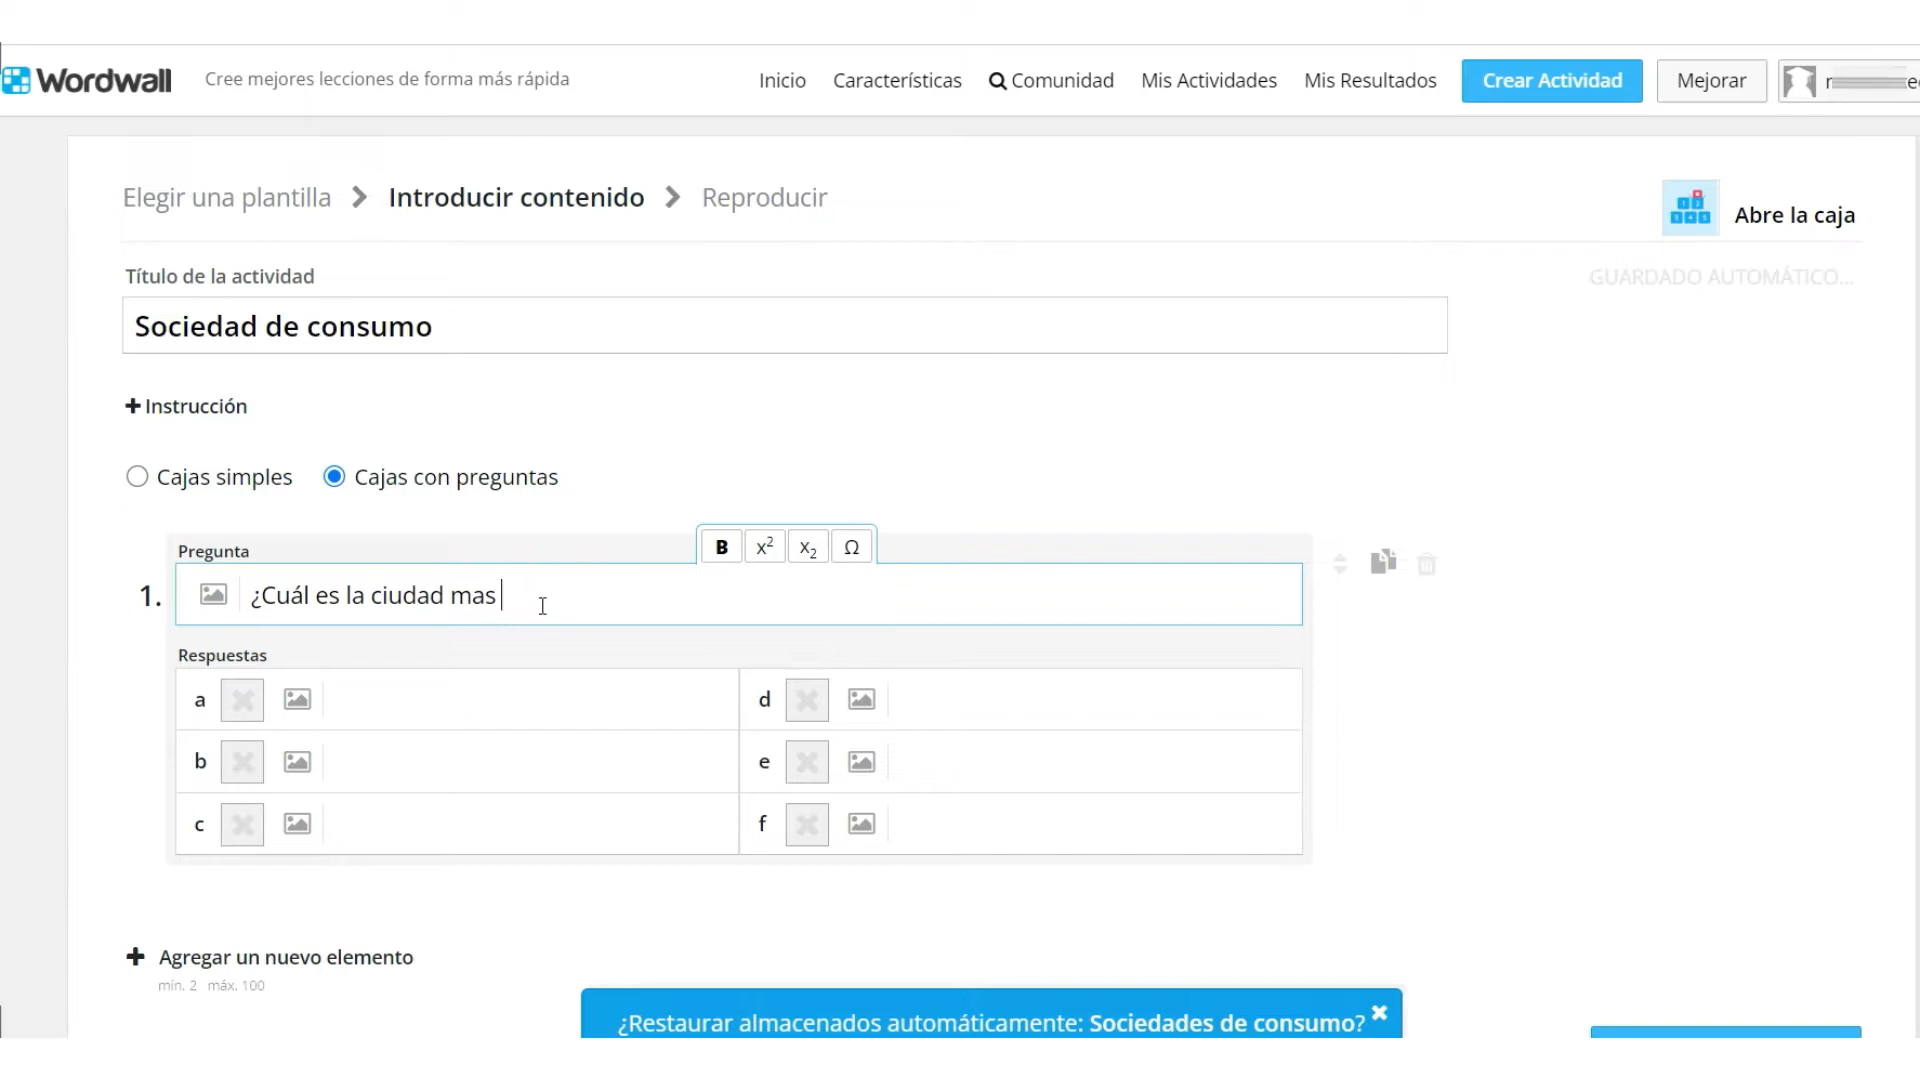 Wordwall
Cree mejores lecciones de forma más rápida
Inicio
Características
Comunidad
Mis Actividades
Mis Resultados
Crear Actividad
Mejorar
Elegir una plantilla
Introducir contenido
Reproducir
Abre la caja
Título de la actividad
GUARDADO AUTOMÁTICO...
Sociedad de consumo
Instrucción
Cajas simples
Cajas con preguntas
Pregunta
B
x²
x₂
Ω
1.
¿Cuál es la ciudad mas
Respuestas
a
d
b
e
c
f
Agregar un nuevo elemento
mín. 2 máx. 100
¿Restaurar almacenados automáticamente: Sociedades de consumo?